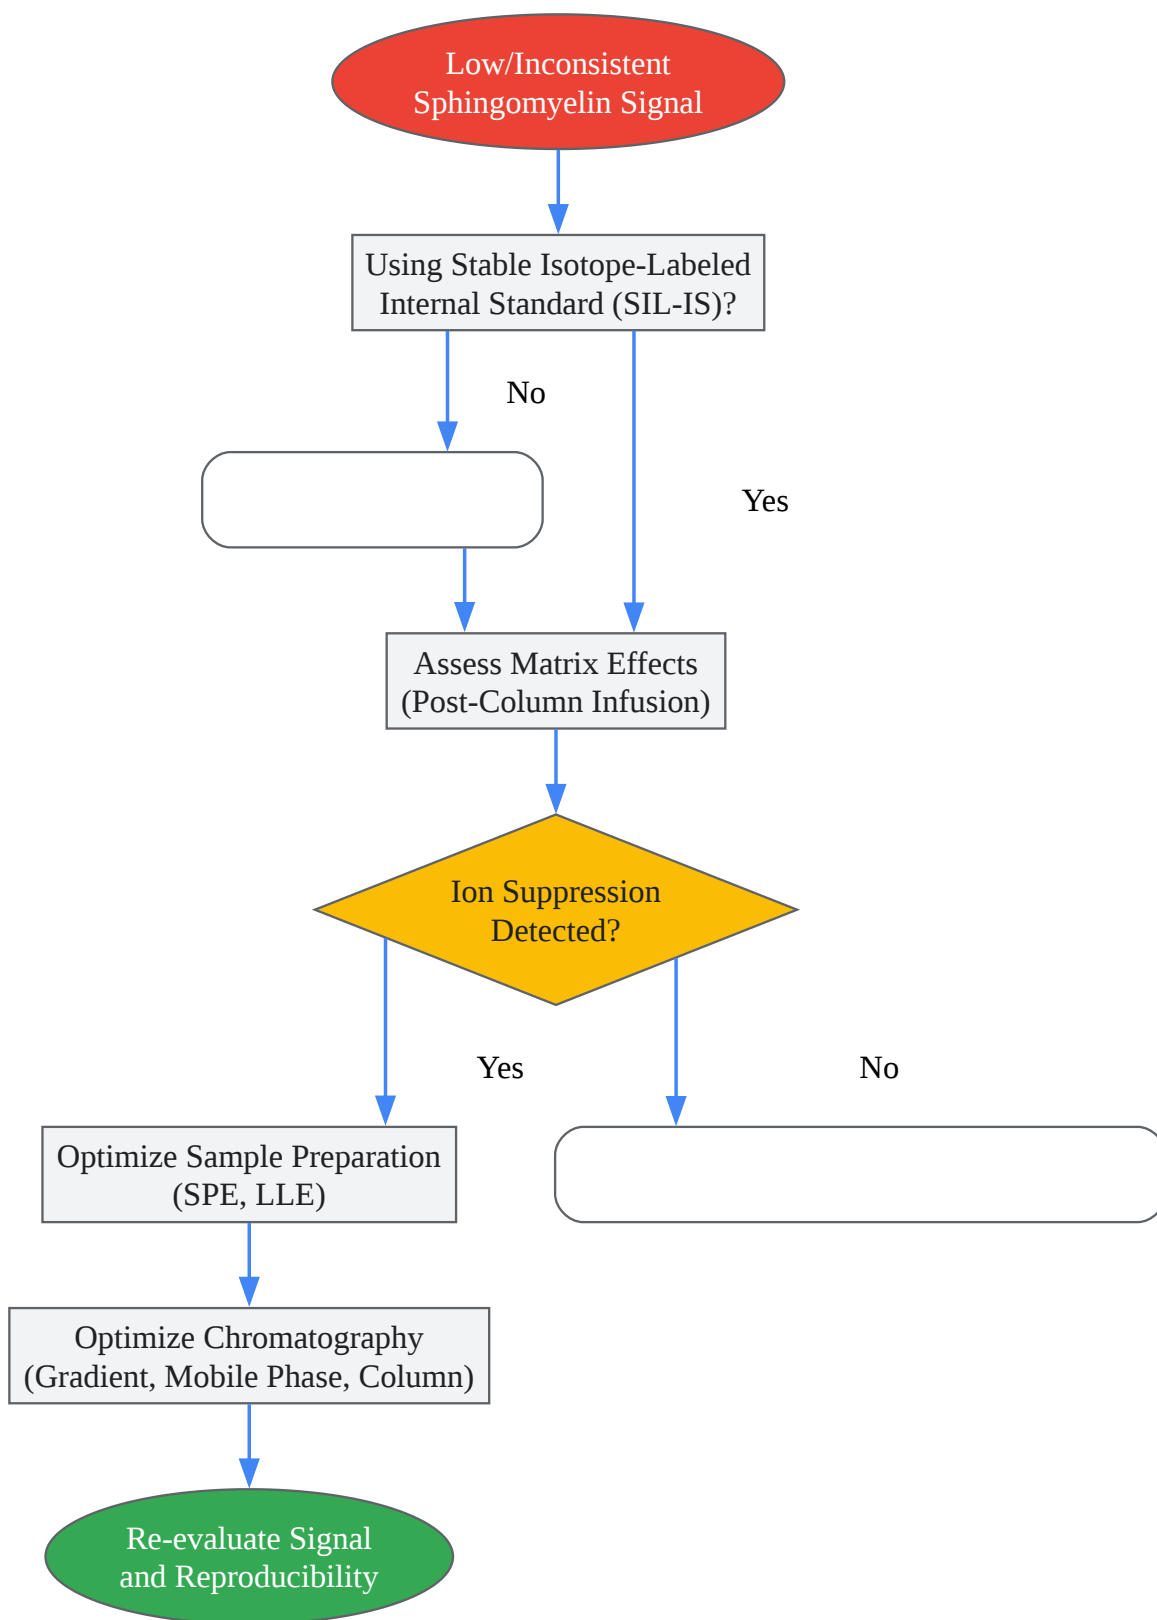 Low/Inconsistent
Sphingomyelin Signal
Using Stable Isotope-Labeled
Internal Standard (SIL-IS)?
No
Yes
Assess Matrix Effects
(Post-Column Infusion)
Ion Suppression
Detected?
Yes
No
Optimize Sample Preparation
(SPE, LLE)
Optimize Chromatography
(Gradient, Mobile Phase, Column)
Re-evaluate Signal
and Reproducibility